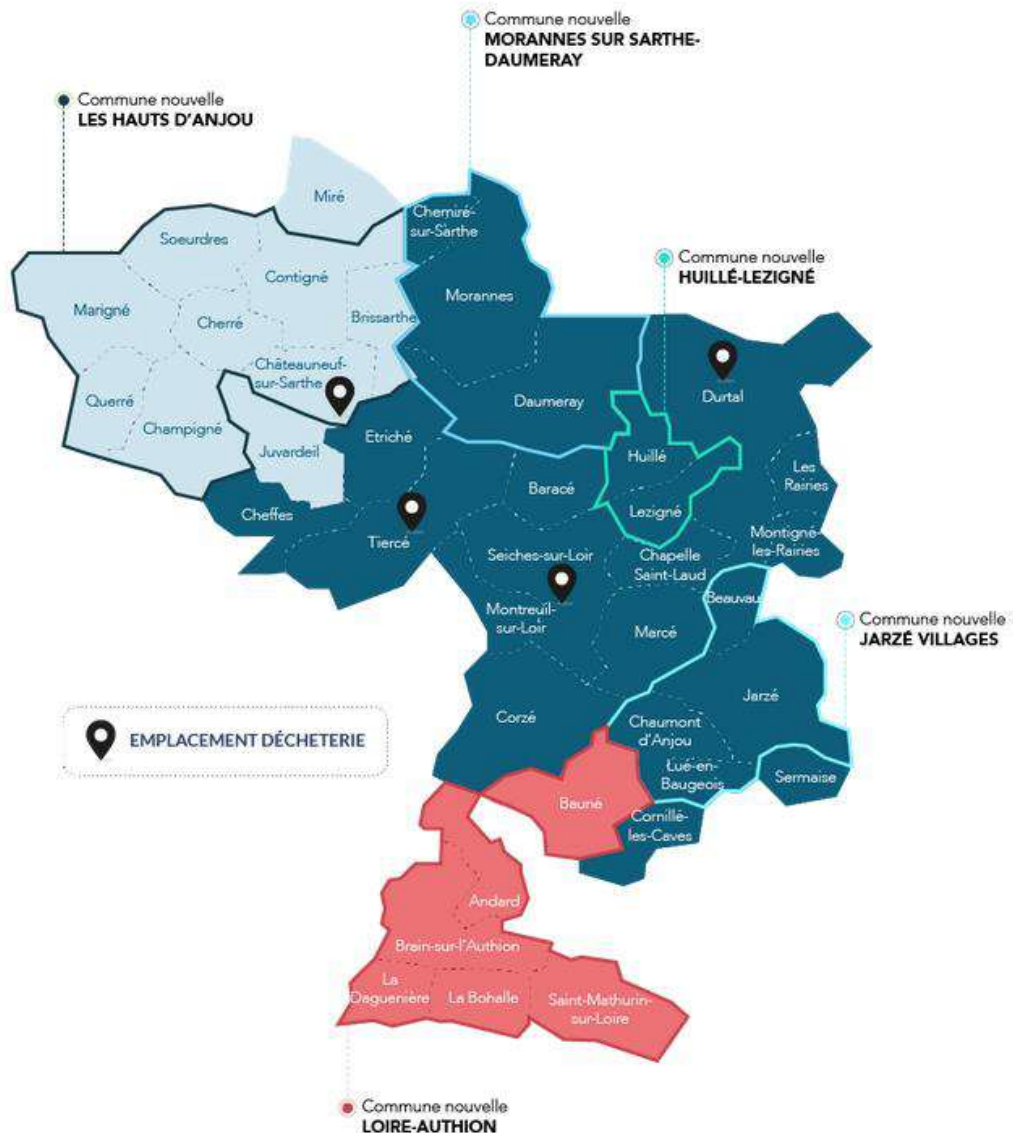 Commune nouvelle
MORANNES SUR SARTHE-
DAUMERAY
Commune nouvelle
LES HAUTS D'ANJOU
Miré
Chemiré-
sur-Sarthe
Soeurdres
Commune nouvelle
HUILLÉ-LEZIGNÉ
Contigné
Morannes
Marigné
Cherré
Brissarthe
Châteauneuf-
sur-Sarthe
Durtal
Querré
Daumeray
Champigné
Etriché
Juvardeil
Huillé
Les
Rairies
Baracé
Lezigné
Cheffes
Tiercé
Montigné-
les-Rairies
Seiches-sur-Loir
Chapelle
Saint-Laud
Beauvau
Montreuil-
sur-Loir
Marcé
Commune nouvelle
JARZÉ VILLAGES
Jarzé
Corzé
Chaumont
d'Anjou
EMPLACEMENT DÉCHETERIE
Lué-en-
Baugeois
Sermaise
Bauné
Cornillé-
les-Caves
Andard
Brain-sur-l'Authion
La
Daguenière
La Bohalle
Saint-Mathurin-
sur-Loire
Commune nouvelle
LOIRE-AUTHION